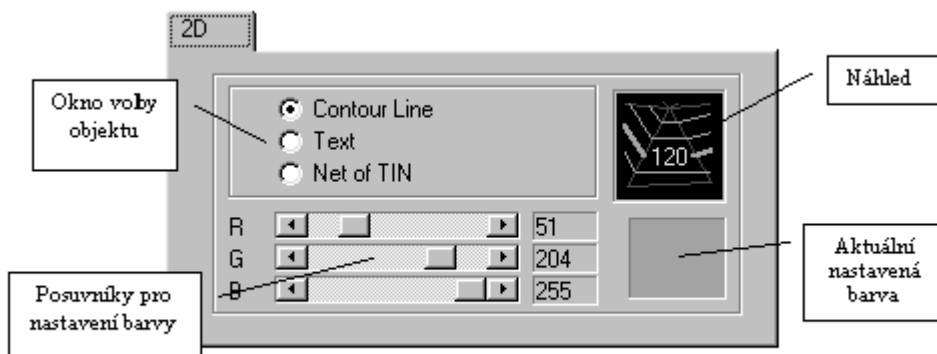 2D
Okno volby
objektu
Contour Line
Text
Net of TIN
120
Náhled
R
51
G
204
B
255
Posuvníky pro
nastavení barvy
Aktuální
nastavená
barva